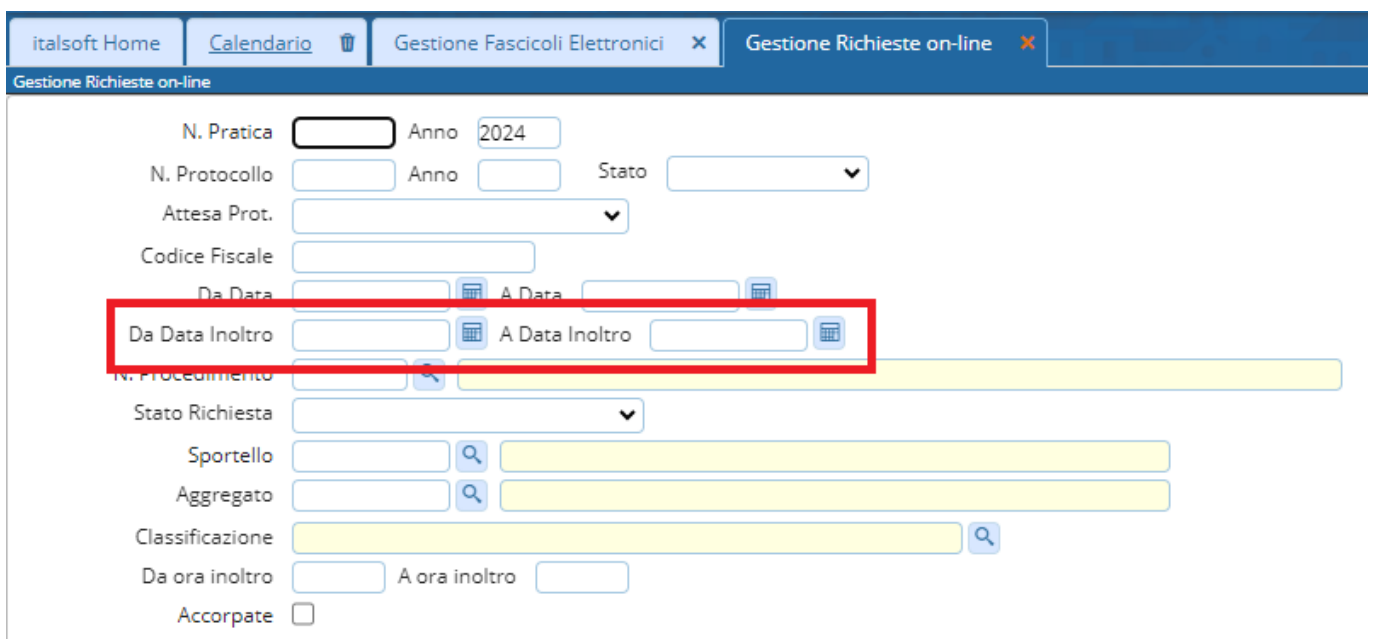 italsoft Home Calendario Gestione Fascicoli Elettronici Gestione Richieste on-line
Gestione Richieste on-line
N. Pratica Anno 2024
N. Protocollo Anno Stato
Attesa Prot.
Codice Fiscale
Da Data A Data
Da Data Inoltro A Data Inoltro
N. Procedimento
Stato Richiesta
Sportello
Aggregato
Classificazione
Da ora inoltro A ora inoltro
Accorpate